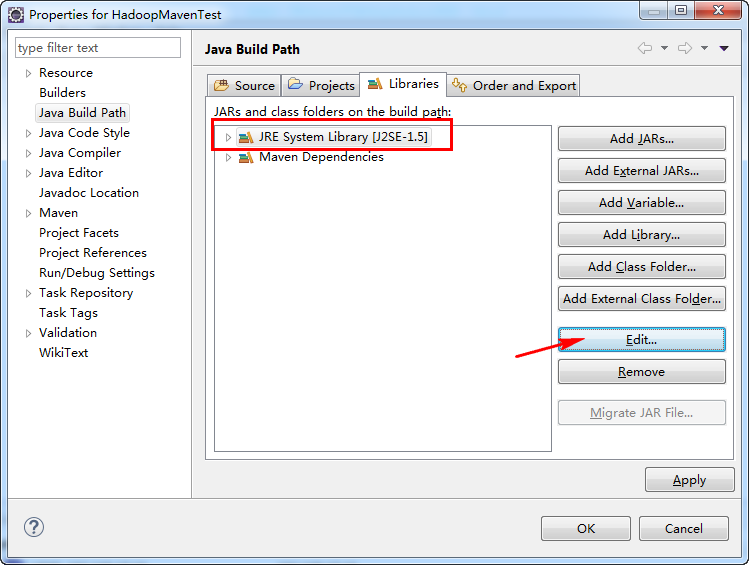 Properties for HadoopMavenTest
type filter text
Resource
Builders
Java Build Path
Java Code Style
Java Compiler
Java Editor
Javadoc Location
Maven
Project Facets
Project References
Run/Debug Settings
Task Repository
Task Tags
Validation
WikiText
Java Build Path
Source Projects Libraries Order and Export
JARs and class folders on the build path:
JRE System Library [J2SE-1.5]
Maven Dependencies
Add JARs...
Add External JARs...
Add Variable...
Add Library...
Add Class Folder...
Add External Class Folder...
Edit...
Remove
Migrate JAR File...
Apply
OK Cancel